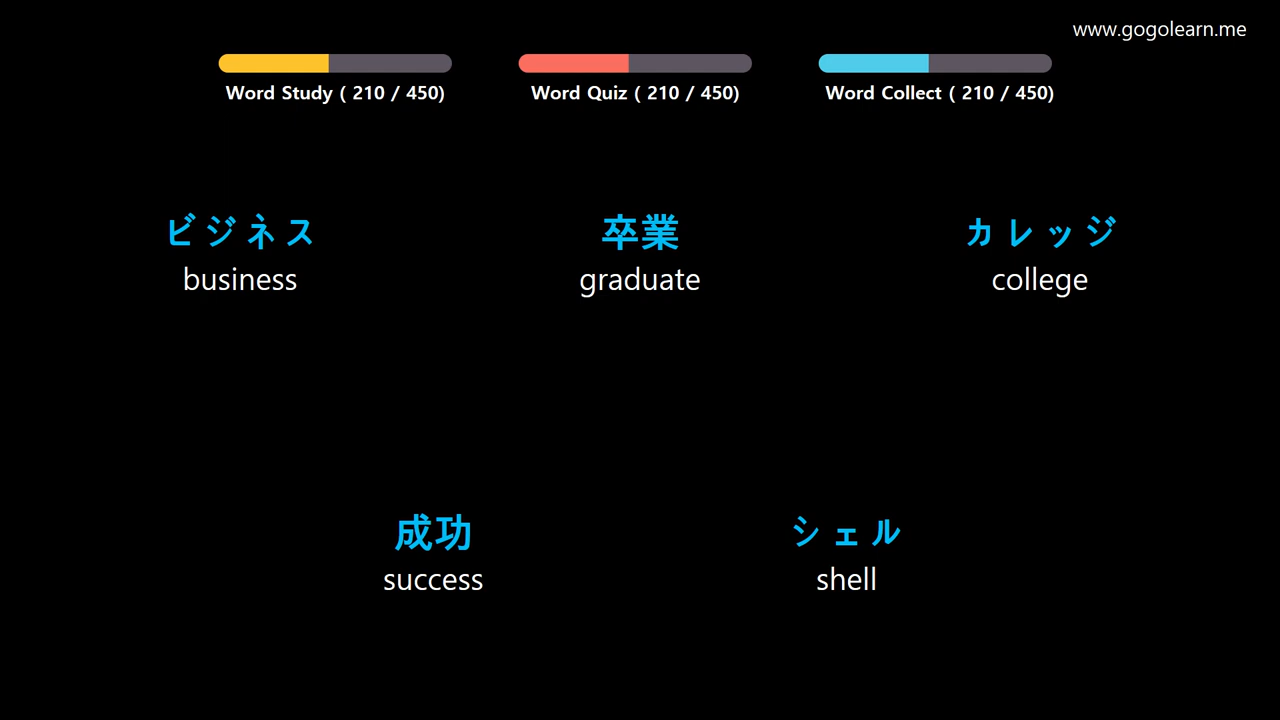 www.gogolearn.me
Word Study ( 210 / 450)
Word Quiz ( 210 / 450)
Word Collect ( 210 / 450)
ビジネス
business
卒業
graduate
カレッジ
college
成功
success
シェル
shell